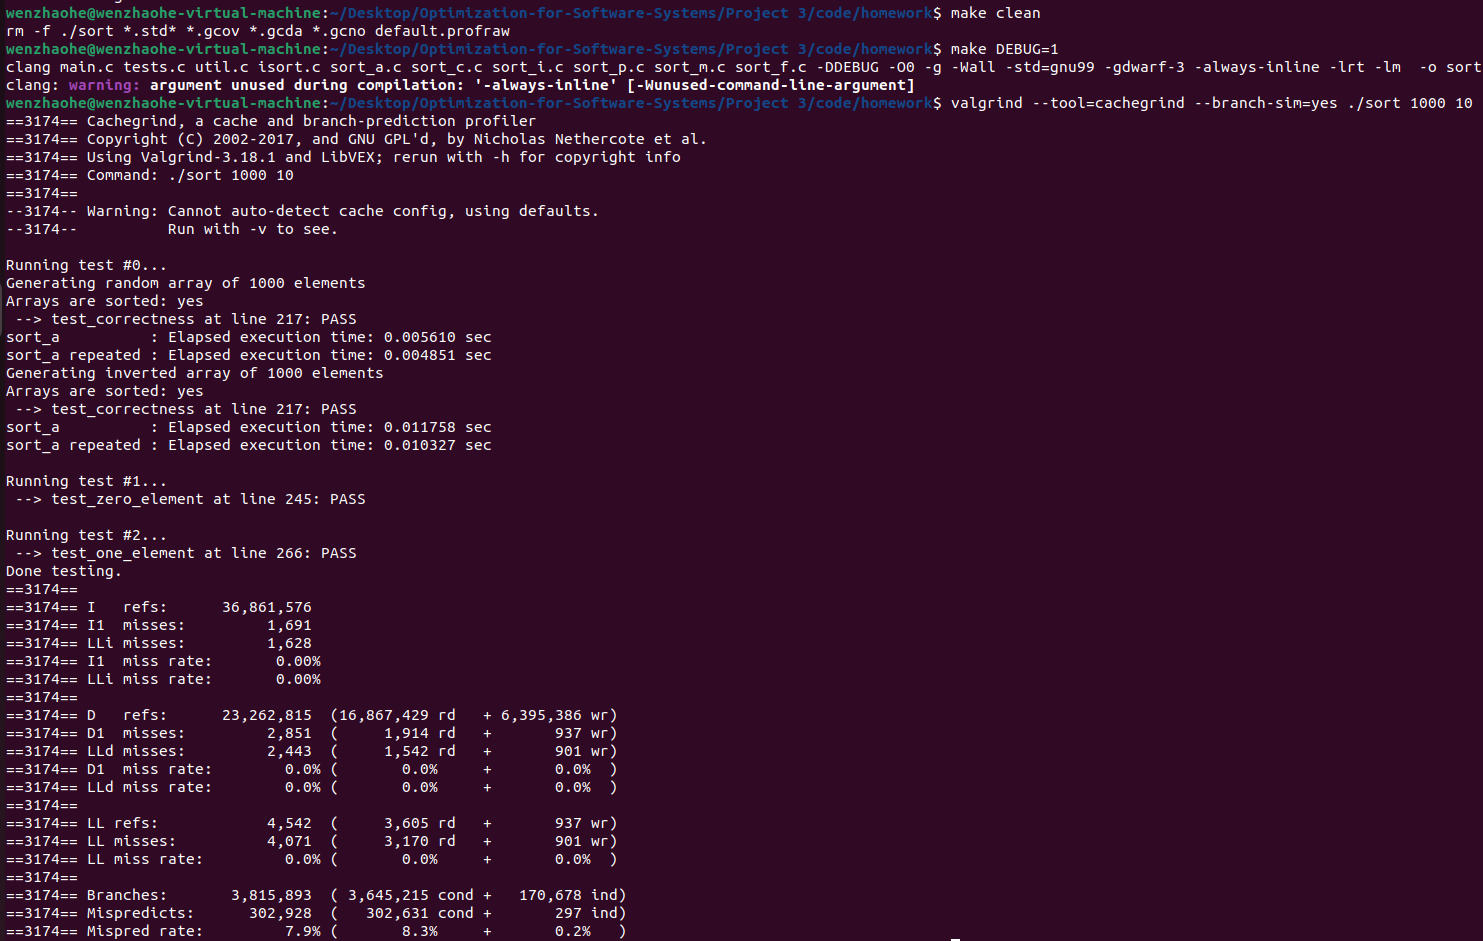 wenzhaohe@wenzhaohe-virtual-machine:~/Desktop/Optimization-for-Software-Systems/Project 3/code/homework$ make clean
rm -f ./sort *.std* *.gcov *.gcda *.gcno default.profraw
wenzhaohe@wenzhaohe-virtual-machine:~/Desktop/Optimization-for-Software-Systems/Project 3/code/homework$ make DEBUG=1
clang main.c tests.c util.c isort.c sort_a.c sort_c.c sort_i.c sort_p.c sort_m.c sort_f.c -DDEBUG -O0 -g -Wall -std=gnu99 -gdwarf-3 -always-inline -lrt -lm  -o sort
clang: warning: argument unused during compilation: '-always-inline' [-Wunused-command-line-argument]
wenzhaohe@wenzhaohe-virtual-machine:~/Desktop/Optimization-for-Software-Systems/Project 3/code/homework$ valgrind --tool=cachegrind --branch-sim=yes ./sort 1000 10
==3174== Cachegrind, a cache and branch-prediction profiler
==3174== Copyright (C) 2002-2017, and GNU GPL'd, by Nicholas Nethercote et al.
==3174== Using Valgrind-3.18.1 and LibVEX; rerun with -h for copyright info
==3174== Command: ./sort 1000 10
==3174==
--3174-- Warning: Cannot auto-detect cache config, using defaults.
--3174--          Run with -v to see.

Running test #0...
Generating random array of 1000 elements
Arrays are sorted: yes
 --> test_correctness at line 217: PASS
sort_a          : Elapsed execution time: 0.005610 sec
sort_a repeated : Elapsed execution time: 0.004851 sec
Generating inverted array of 1000 elements
Arrays are sorted: yes
 --> test_correctness at line 217: PASS
sort_a          : Elapsed execution time: 0.011758 sec
sort_a repeated : Elapsed execution time: 0.010327 sec

Running test #1...
 --> test_zero_element at line 245: PASS

Running test #2...
 --> test_one_element at line 266: PASS
Done testing.
==3174==
==3174== I   refs:      36,861,576
==3174== I1  misses:         1,691
==3174== LLi misses:         1,628
==3174== I1  miss rate:       0.00%
==3174== LLi miss rate:       0.00%
==3174==
==3174== D   refs:      23,262,815  (16,867,429 rd   + 6,395,386 wr)
==3174== D1  misses:         2,851  (     1,914 rd   +       937 wr)
==3174== LLd misses:         2,443  (     1,542 rd   +       901 wr)
==3174== D1  miss rate:        0.0% (       0.0%     +       0.0%  )
==3174== LLd miss rate:        0.0% (       0.0%     +       0.0%  )
==3174==
==3174== LL refs:            4,542  (     3,605 rd   +       937 wr)
==3174== LL misses:          4,071  (     3,170 rd   +       901 wr)
==3174== LL miss rate:         0.0% (       0.0%     +       0.0%  )
==3174==
==3174== Branches:       3,815,893  ( 3,645,215 cond +   170,678 ind)
==3174== Mispredicts:      302,928  (   302,631 cond +       297 ind)
==3174== Mispred rate:         7.9% (       8.3%     +       0.2%   )